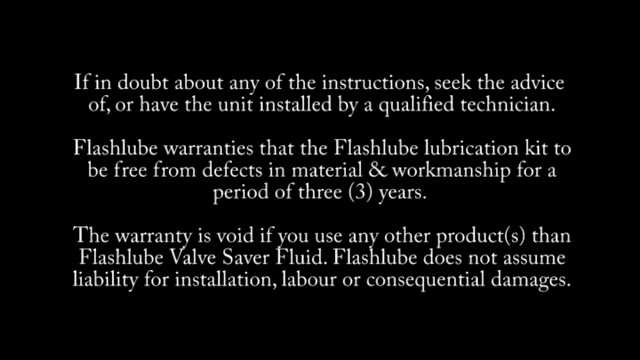 If in doubt about any of the instructions, seek the advice
of, or have the unit installed by a qualified technician.
Flashlube warranties that the Flashlube lubrication kit to
be free from defects in material & workmanship for a
period of three (3) years.
The warranty is void if you use any other product(s) than
Flashlube Valve Saver Fluid. Flashlube does not assume
liability for installation, labour or consequential damages.